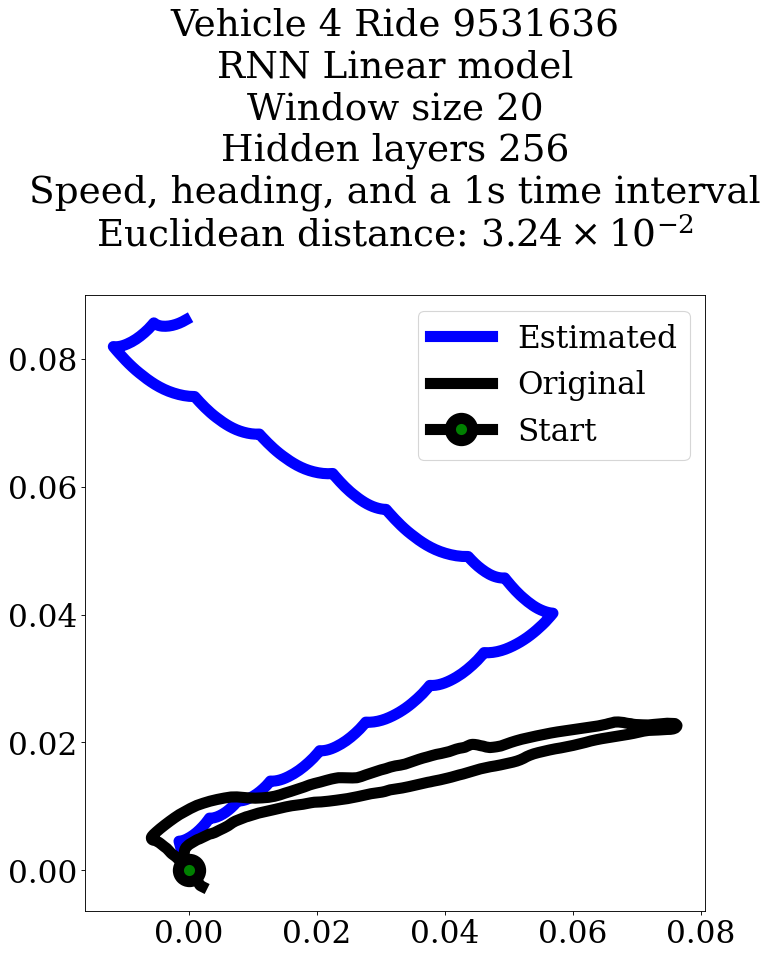 Vehicle 4 Ride 9531636
RNN Linear model
Window size 20
Hidden layers 256
Speed, heading, and a 1s time interval
Euclidean distance: 3.24 × 10⁻²
Estimated
Original
Start
0.08
0.06
0.04
0.02
0.00
0.00 0.02 0.04 0.06 0.08